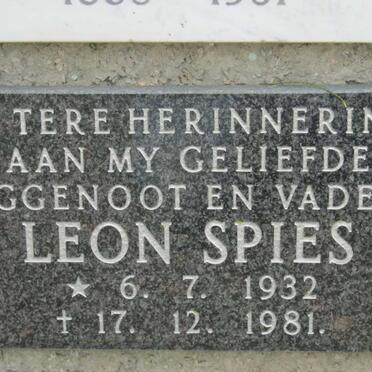 TERE HERINNERIN
AAN MY GELIEFDE
GGENOOT EN VADE
LEON SPIES
★ 6. 7. 1932
† 17. 12. 1981.